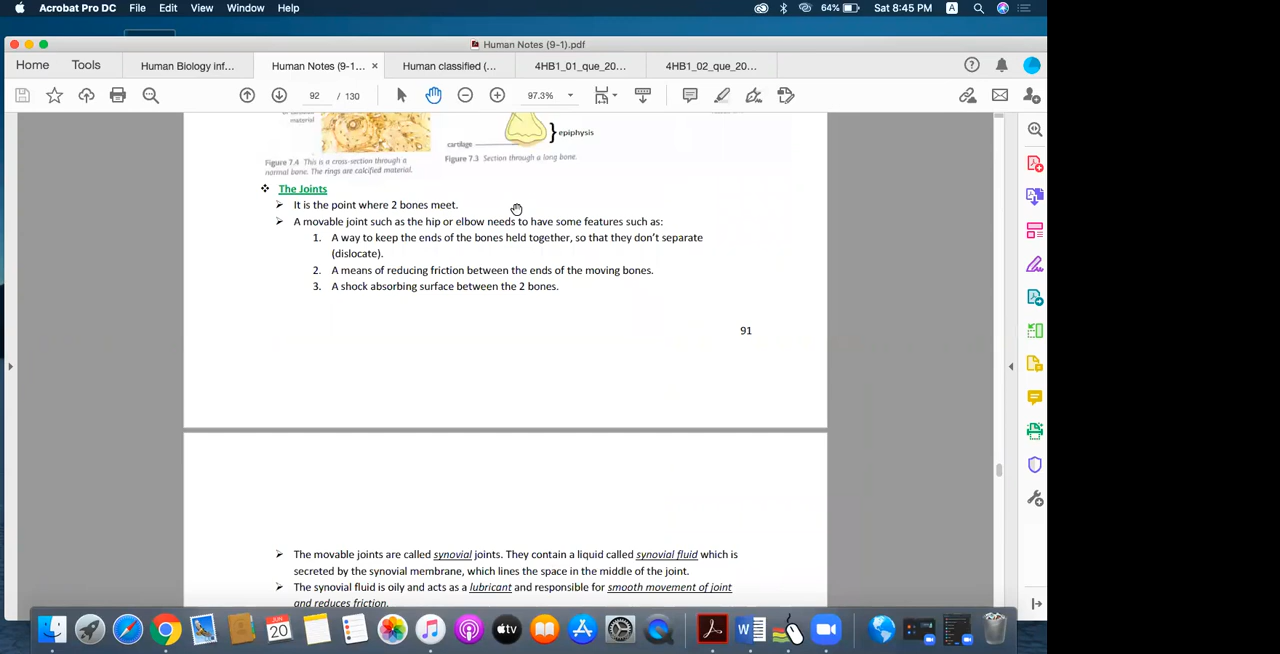 Acrobat Pro DC File Edit View Window Help 64% Sat 8:45 PM A
Human Notes (9-1).pdf
Home Tools Human Biology inf... Human Notes (9-1... × Human classified (... 4HB1_01_que_20... 4HB1_02_que_20...
92 / 130 97.3%
material
cartilage
epiphysis
Figure 7.4 This is a cross-section through a
normal bone. The rings are calcified material.
Figure 7.3 Section through a long bone.
The Joints
It is the point where 2 bones meet.
A movable joint such as the hip or elbow needs to have some features such as:
1. A way to keep the ends of the bones held together, so that they don't separate
(dislocate).
2. A means of reducing friction between the ends of the moving bones.
3. A shock absorbing surface between the 2 bones.
91
The movable joints are called synovial joints. They contain a liquid called synovial fluid which is
secreted by the synovial membrane, which lines the space in the middle of the joint.
The synovial fluid is oily and acts as a lubricant and responsible for smooth movement of joint
and reduces friction.
JUN
20
tv